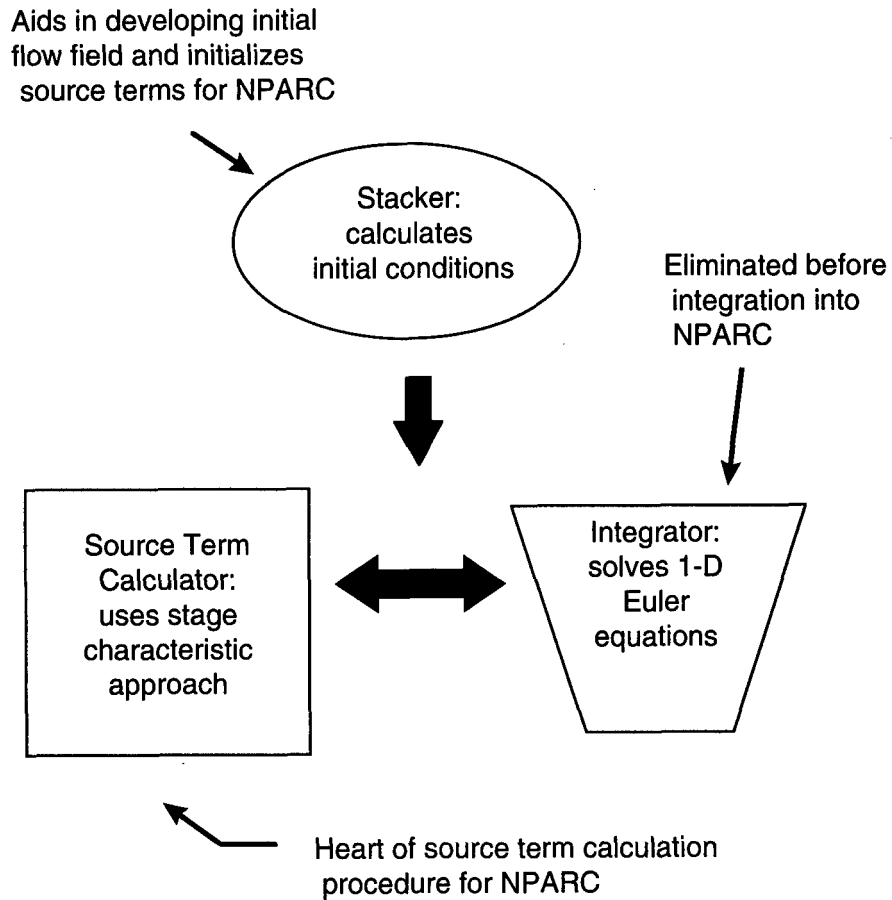 Aids in developing initial
flow field and initializes
source terms for NPARC
Stacker:
calculates
initial conditions
Eliminated before
integration into
NPARC
Source Term
Calculator:
uses stage
characteristic
approach
Integrator:
solves 1-D
Euler
equations
Heart of source term calculation
procedure for NPARC